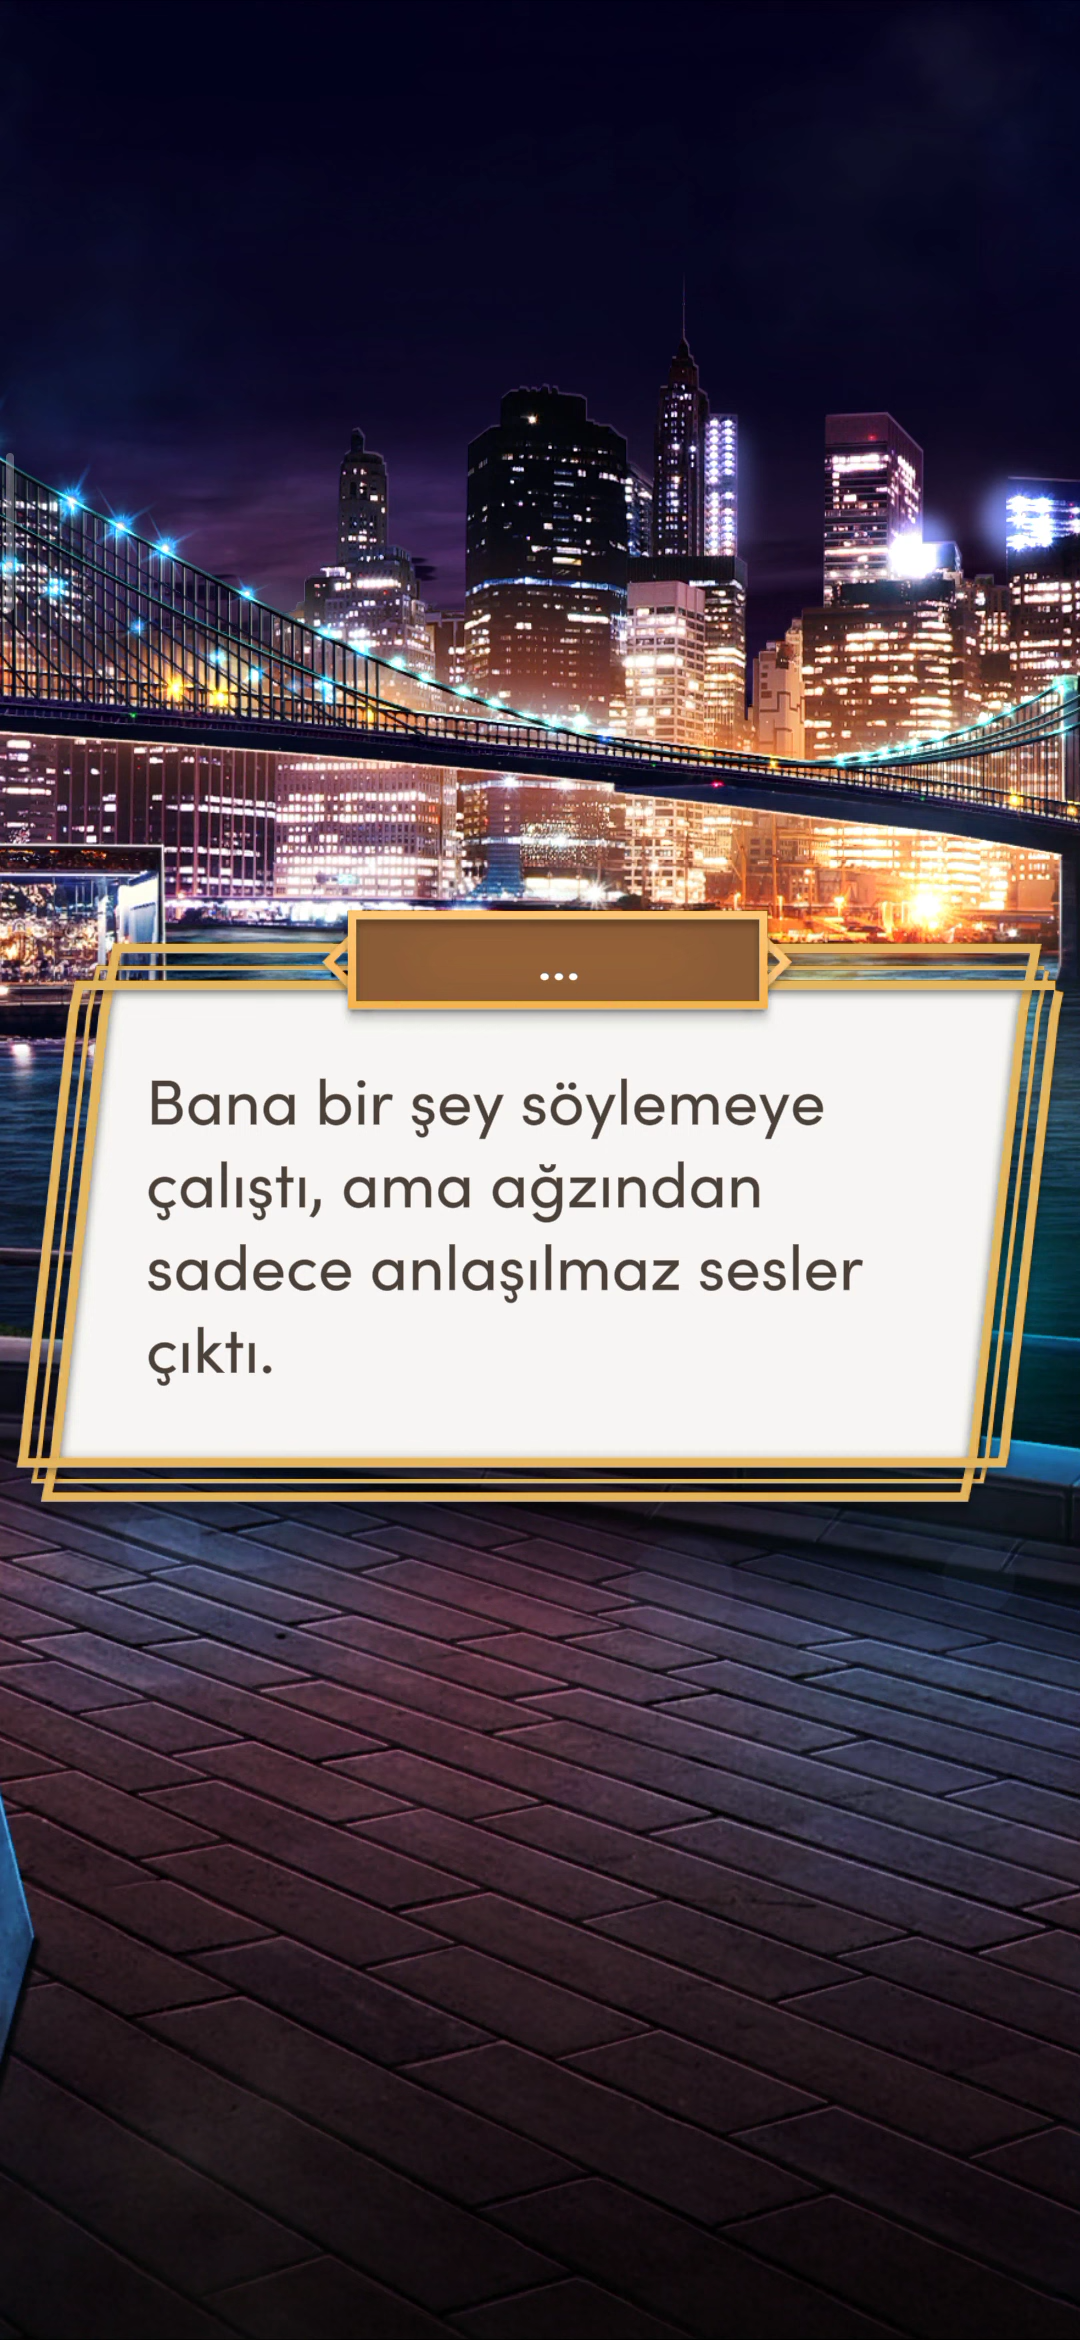 ...
Bana bir şey söylemeye
çalıştı, ama ağzından
sadece anlaşılmaz sesler
çıktı.